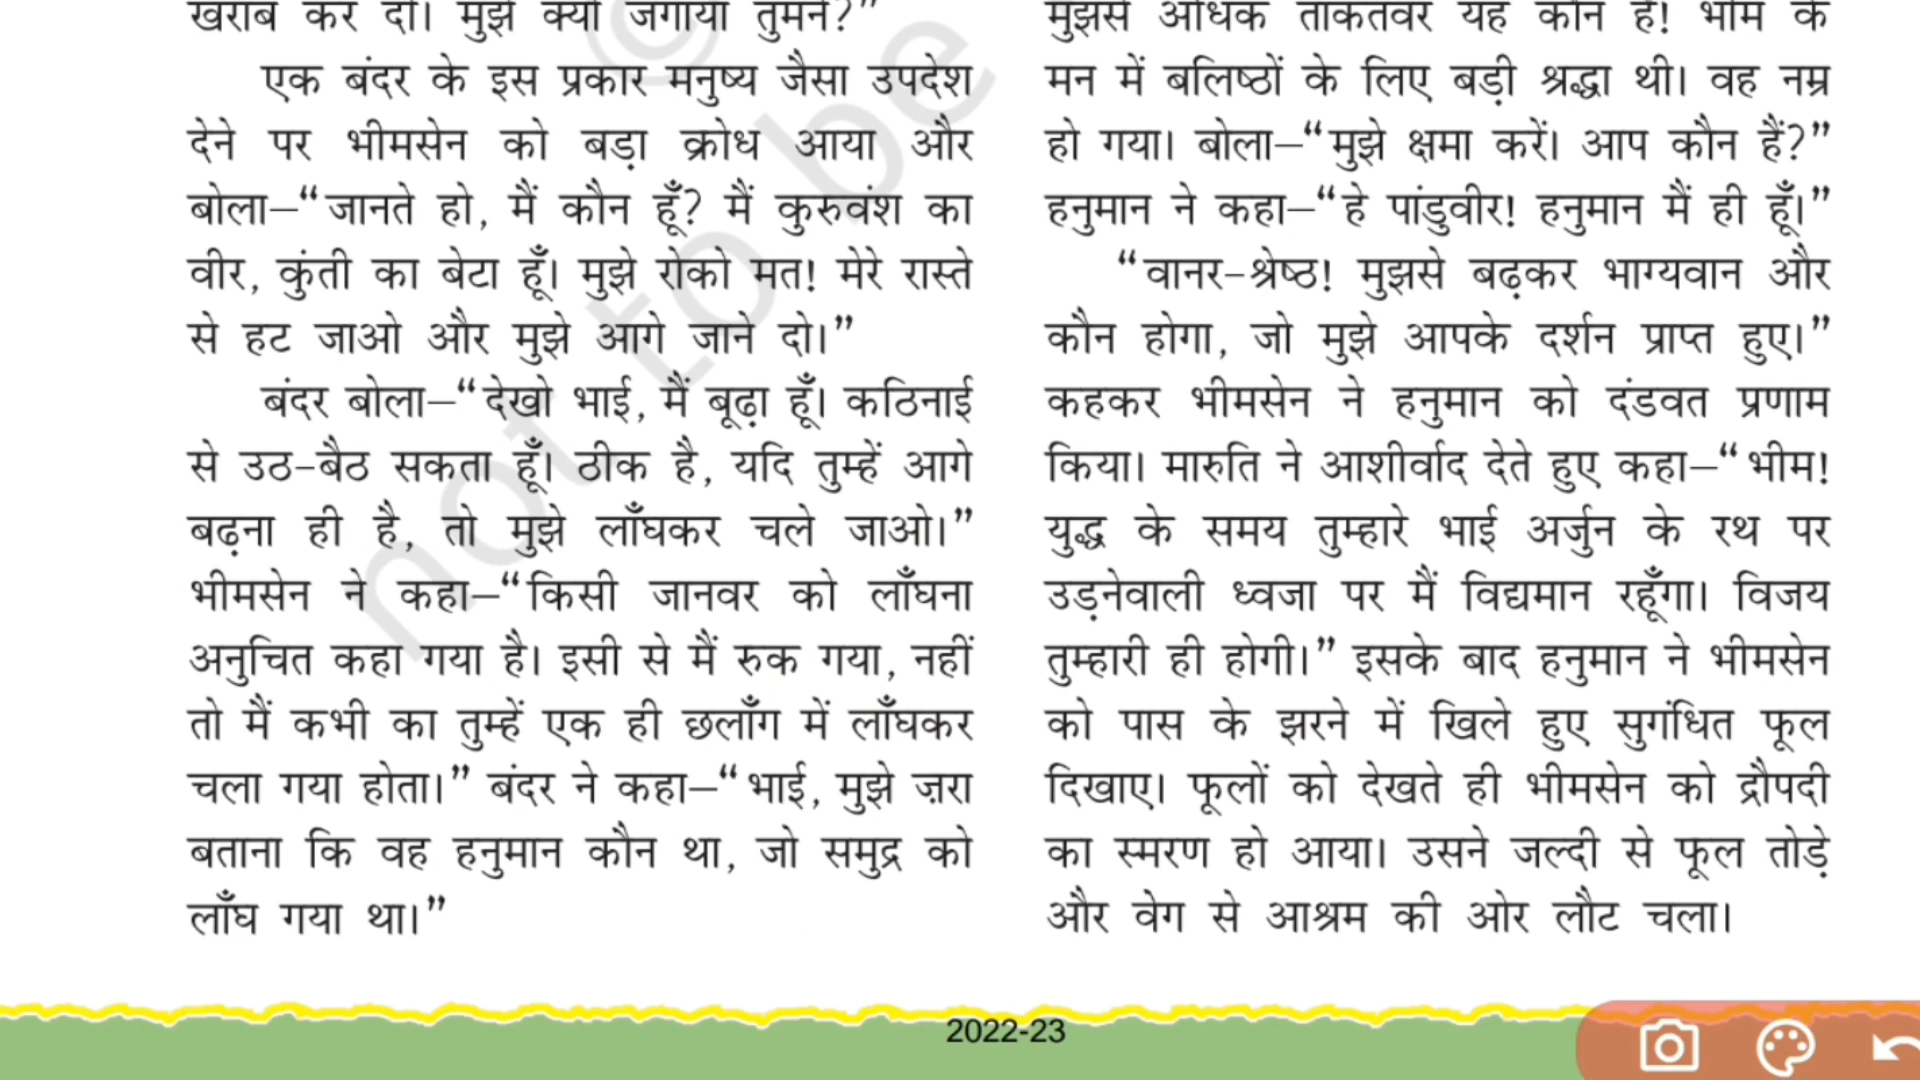 खराब कर दी। मुझे क्यों जगाया तुमने?”
एक बंदर के इस प्रकार मनुष्य जैसा उपदेश
देने पर भीमसेन को बड़ा क्रोध आया और
बोला–“जानते हो, मैं कौन हूँ? मैं कुरुवंश का
वीर, कुंती का बेटा हूँ। मुझे रोको मत! मेरे रास्ते
से हट जाओ और मुझे आगे जाने दो।”
बंदर बोला–“देखो भाई, मैं बूढ़ा हूँ। कठिनाई
से उठ-बैठ सकता हूँ। ठीक है, यदि तुम्हें आगे
बढ़ना ही है, तो मुझे लाँघकर चले जाओ।”
भीमसेन ने कहा–“किसी जानवर को लाँघना
अनुचित कहा गया है। इसी से मैं रुक गया, नहीं
तो मैं कभी का तुम्हें एक ही छलाँग में लाँघकर
चला गया होता।” बंदर ने कहा–“भाई, मुझे ज़रा
बताना कि वह हनुमान कौन था, जो समुद्र को
लाँघ गया था।”
मुझसे अधिक ताकतवर यह कौन है! भीम के
मन में बलिष्ठों के लिए बड़ी श्रद्धा थी। वह नम्र
हो गया। बोला–“मुझे क्षमा करें। आप कौन हैं?”
हनुमान ने कहा–“हे पांडुवीर! हनुमान मैं ही हूँ।”
“वानर-श्रेष्ठ! मुझसे बढ़कर भाग्यवान और
कौन होगा, जो मुझे आपके दर्शन प्राप्त हुए।”
कहकर भीमसेन ने हनुमान को दंडवत प्रणाम
किया। मारुति ने आशीर्वाद देते हुए कहा–“भीम!
युद्ध के समय तुम्हारे भाई अर्जुन के रथ पर
उड़नेवाली ध्वजा पर मैं विद्यमान रहूँगा। विजय
तुम्हारी ही होगी।” इसके बाद हनुमान ने भीमसेन
को पास के झरने में खिले हुए सुगंधित फूल
दिखाए। फूलों को देखते ही भीमसेन को द्रौपदी
का स्मरण हो आया। उसने जल्दी से फूल तोड़े
और वेग से आश्रम की ओर लौट चला।
© not to be
2022-23